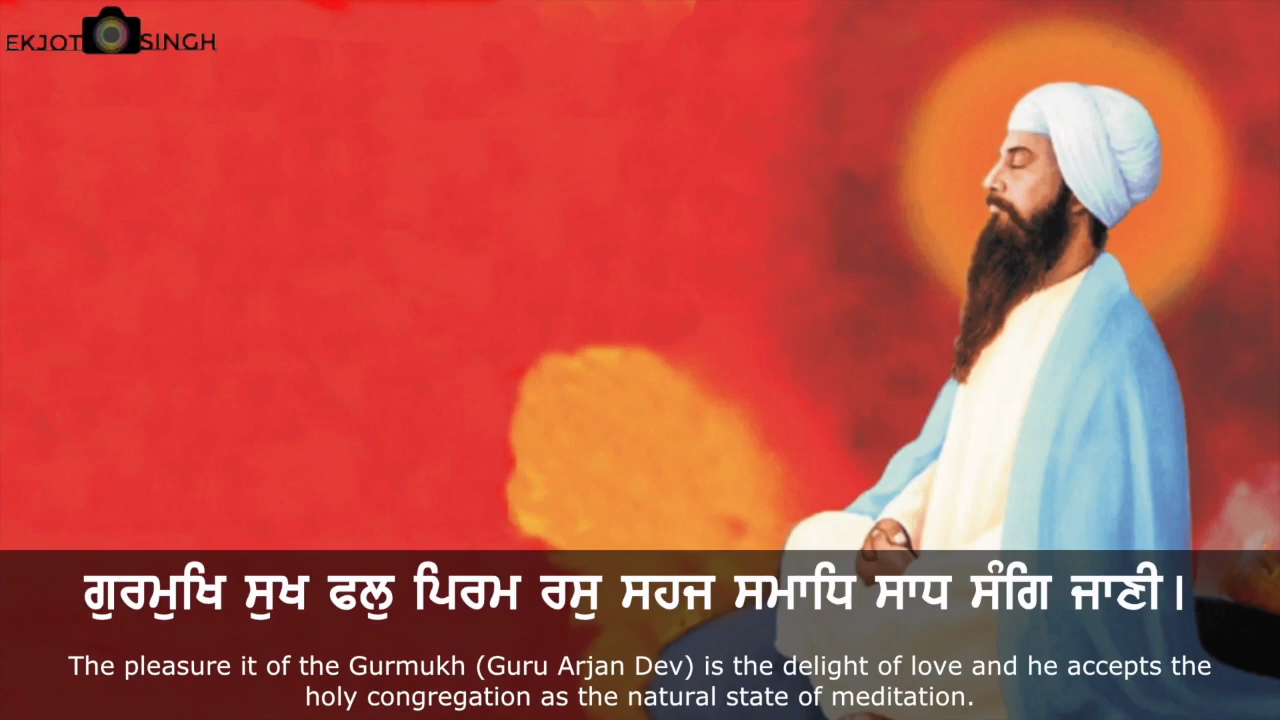 EKJOT SINGH
ਗੁਰਮੁਖਿ ਸੁਖ ਫਲੁ ਪਿਰਮ ਰਸੁ ਸਹਜ ਸਮਾਧਿ ਸਾਧ ਸੰਗਿ ਜਾਣੀ।
The pleasure it of the Gurmukh (Guru Arjan Dev) is the delight of love and he accepts the
holy congregation as the natural state of meditation.